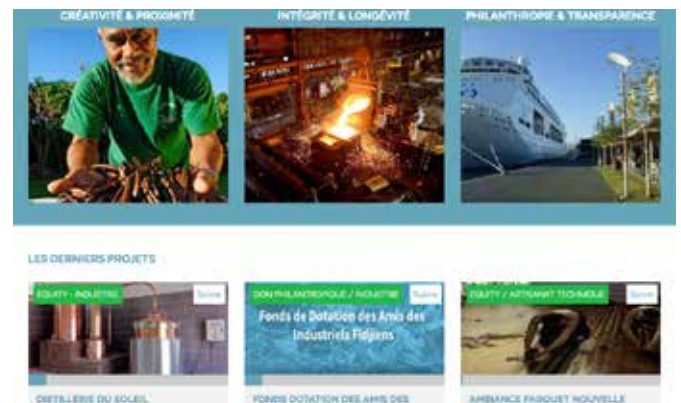 CRÉATIVITÉ & PROXIMITÉ
INTÉGRITÉ & LONGÉVITÉ
PHILANTHROPIE & TRANSPARENCE
LES DERNIERS PROJETS
EQUITY - INDUSTRIE
Suivre
DON PHILANTROPIQUE / INDUSTRIE
Suivre
EQUITY / ARTISANAT TECHNIQUE
Suivre
Fonds de Dotation des Amis des
Industriels Fidjiens
DISTILLERIE DU SOLEIL
FONDS DOTATION DES AMIS DES
AMBIANCE PARQUET NOUVELLE